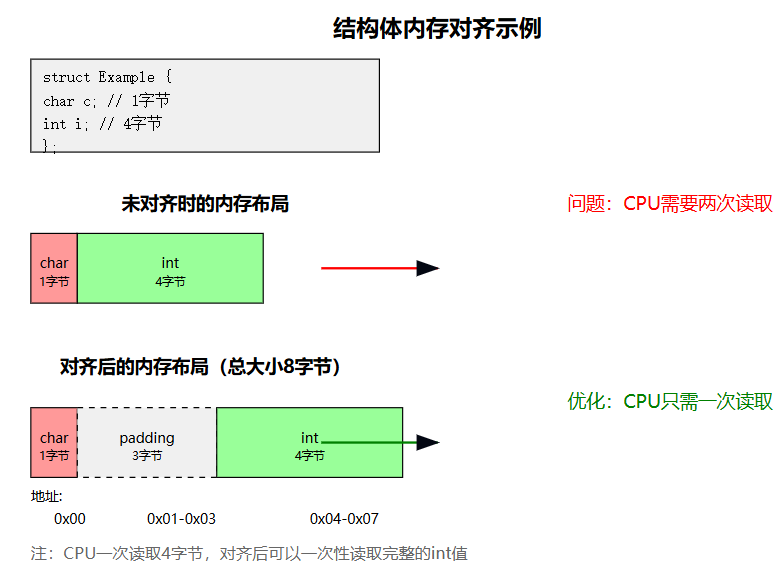 结构体内存对齐示例
struct Example {
char c; // 1字节
int i; // 4字节
};
未对齐时的内存布局
问题：CPU需要两次读取
char
1字节
int
4字节
对齐后的内存布局（总大小8字节）
优化：CPU只需一次读取
char
1字节
padding
3字节
int
4字节
地址:
0x00
0x01-0x03
0x04-0x07
注：CPU一次读取4字节，对齐后可以一次性读取完整的int值